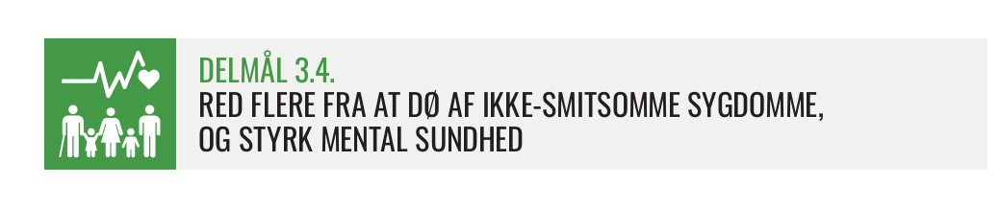 DELMÅL 3.4.
RED FLERE FRA AT DØ AF IKKE-SMITSOMME SYGDOMME,
OG STYRK MENTAL SUNDHED